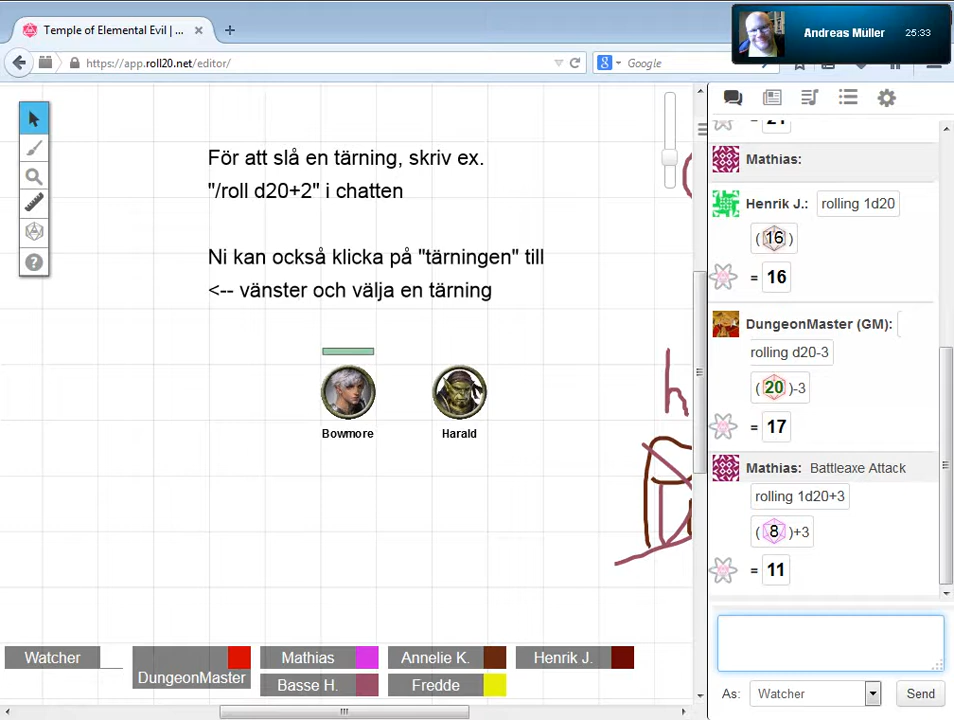 Temple of Elemental Evil | ...
Andreas Müller 25:33
https://app.roll20.net/editor/
Google
För att slå en tärning, skriv ex.
"/roll d20+2" i chatten
Ni kan också klicka på "tärningen" till
<-- vänster och välja en tärning
Bowmore
Harald
h
Mathias:
Henrik J.: rolling 1d20
(16)
= 16
DungeonMaster (GM):
rolling d20-3
(20)-3
= 17
Mathias: Battleaxe Attack
rolling 1d20+3
(8)+3
= 11
Watcher
DungeonMaster
Mathias
Annelie K.
Henrik J.
Basse H.
Fredde
As: Watcher
Send